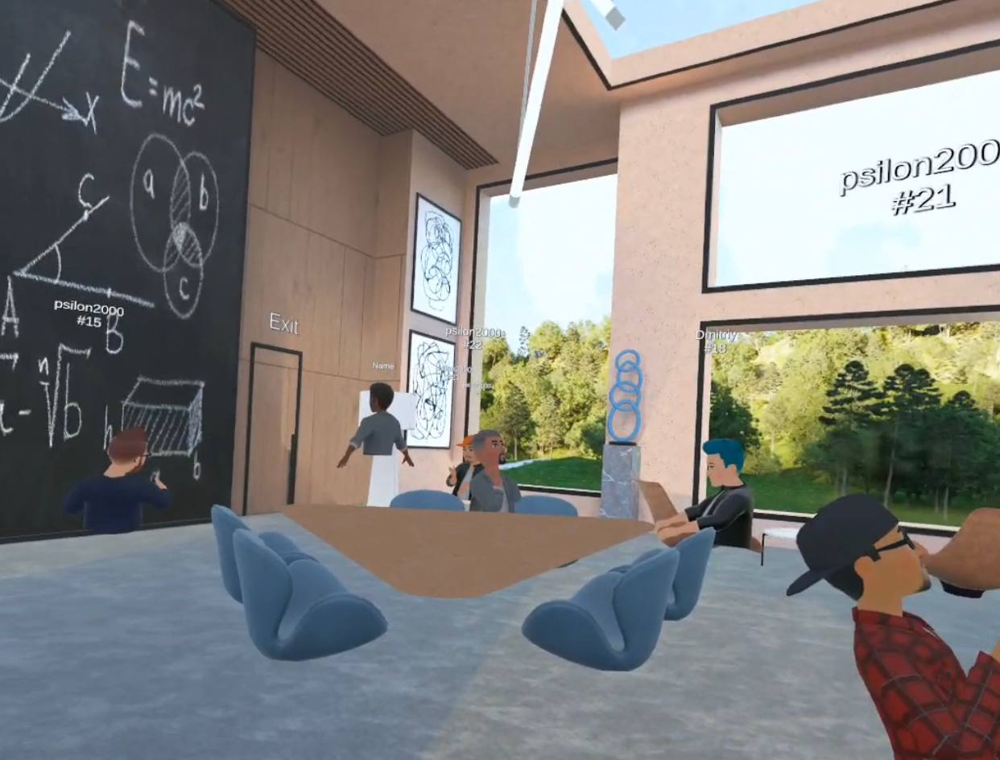 X
E=mc²
a
b
c
C
A
B
psilon2000
#15
n
√b
h
b
Exit
Name
psilon2000
#22
Dmitriy
#18
psilon200
#21